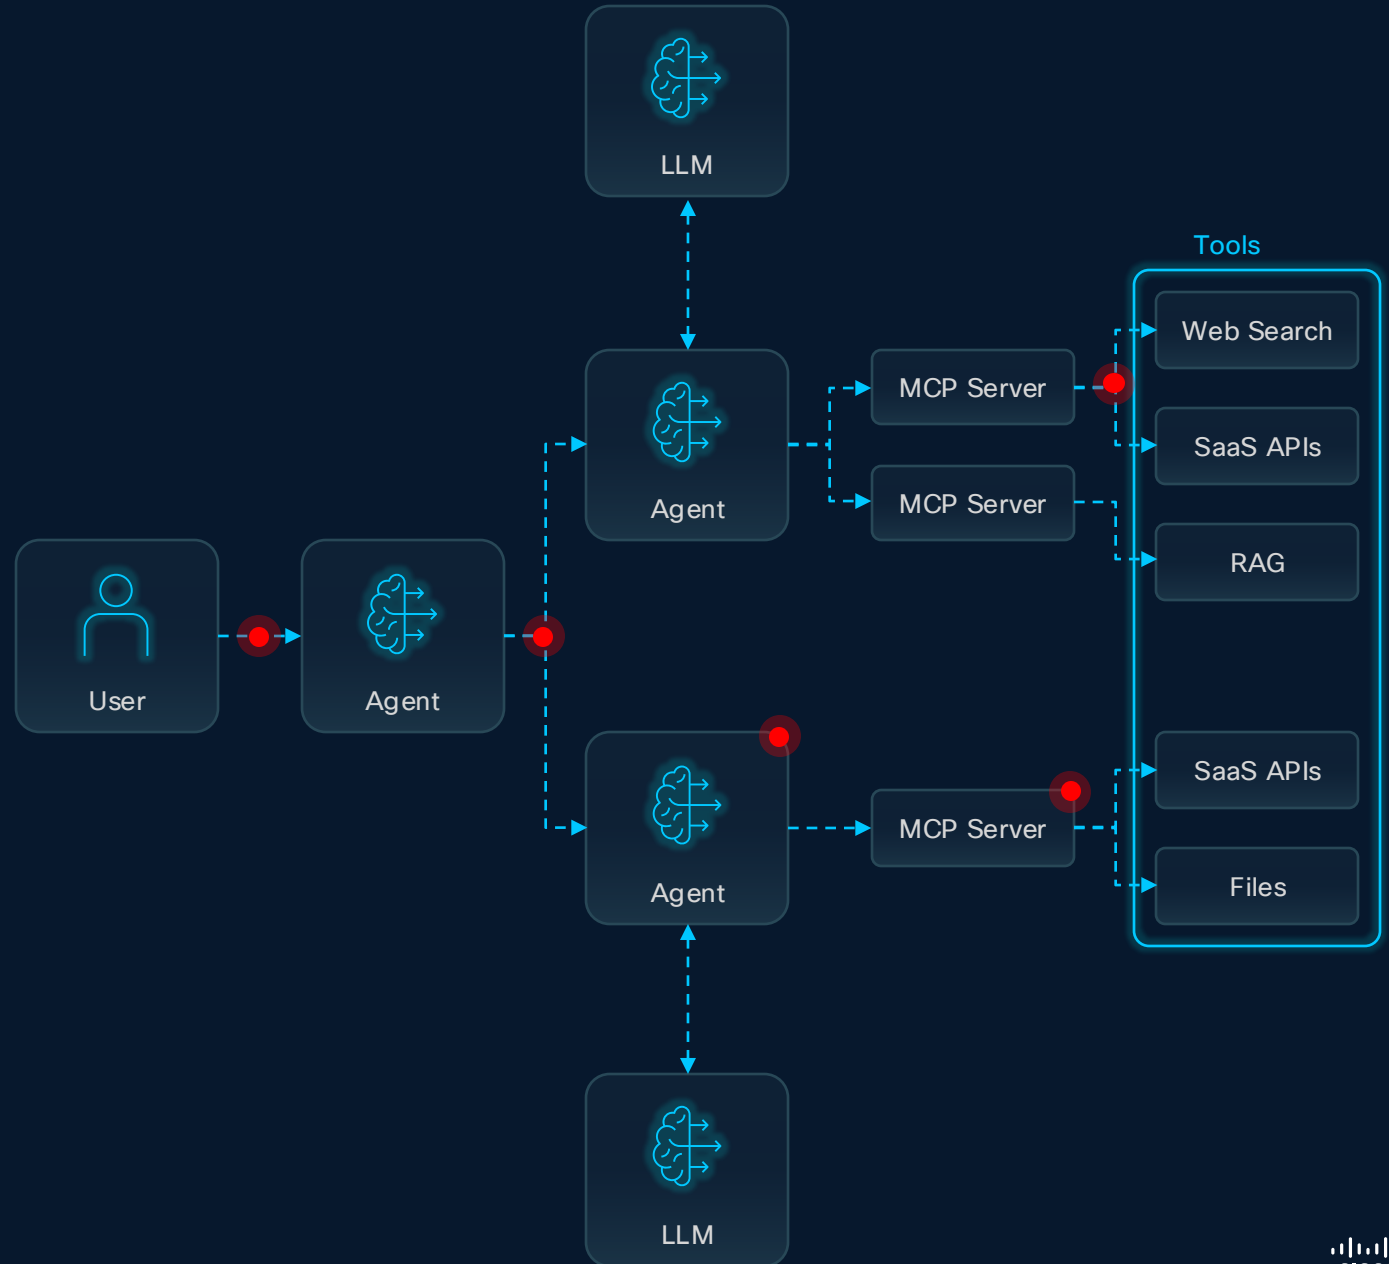 LLM
Tools
Web Search
MCP Server
SaaS APIs
Agent
MCP Server
RAG
User
Agent
SaaS APIs
MCP Server
Agent
Files
LLM